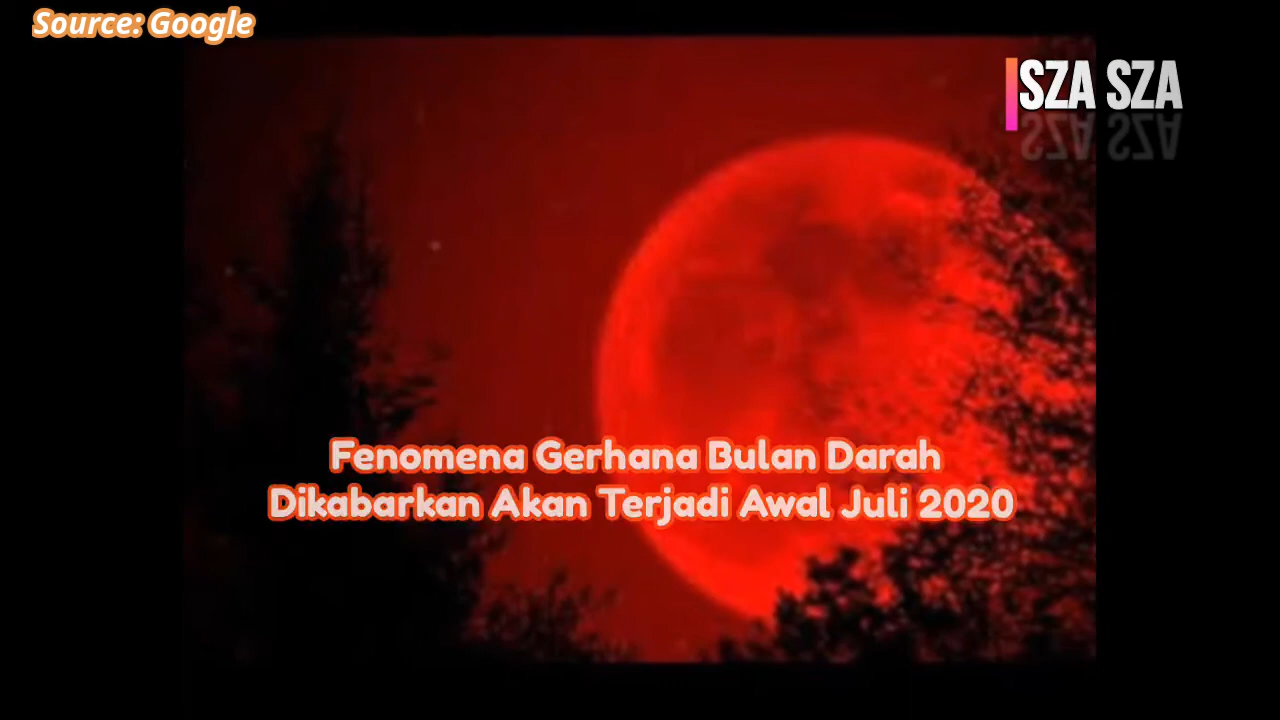 Source: Google
SZA SZA
Fenomena Gerhana Bulan Darah
Dikabarkan Akan Terjadi Awal Juli 2020